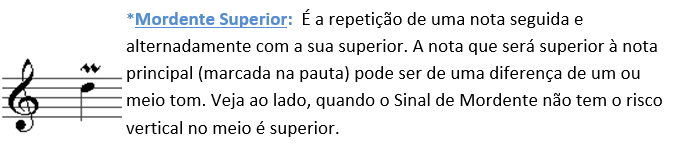 *Mordente Superior: É a repetição de uma nota seguida e
alternadamente com a sua superior. A nota que será superior à nota
principal (marcada na pauta) pode ser de uma diferença de um ou
meio tom. Veja ao lado, quando o Sinal de Mordente não tem o risco
vertical no meio é superior.